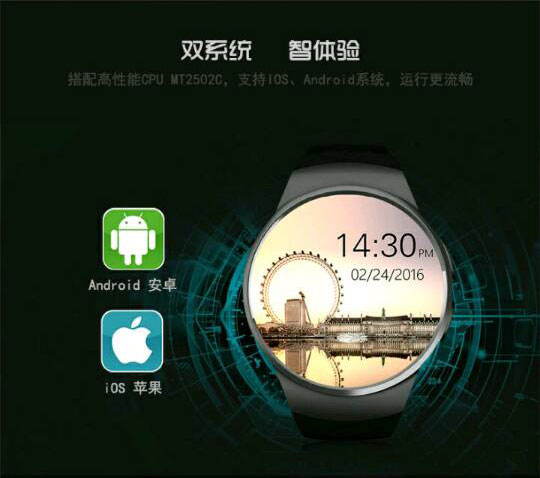 双系统 智体验
搭配高性能CPU MT2502C，支持IOS、Android系统，运行更流畅
14:30 PM
02/24/2016
Android 安卓
iOS 苹果